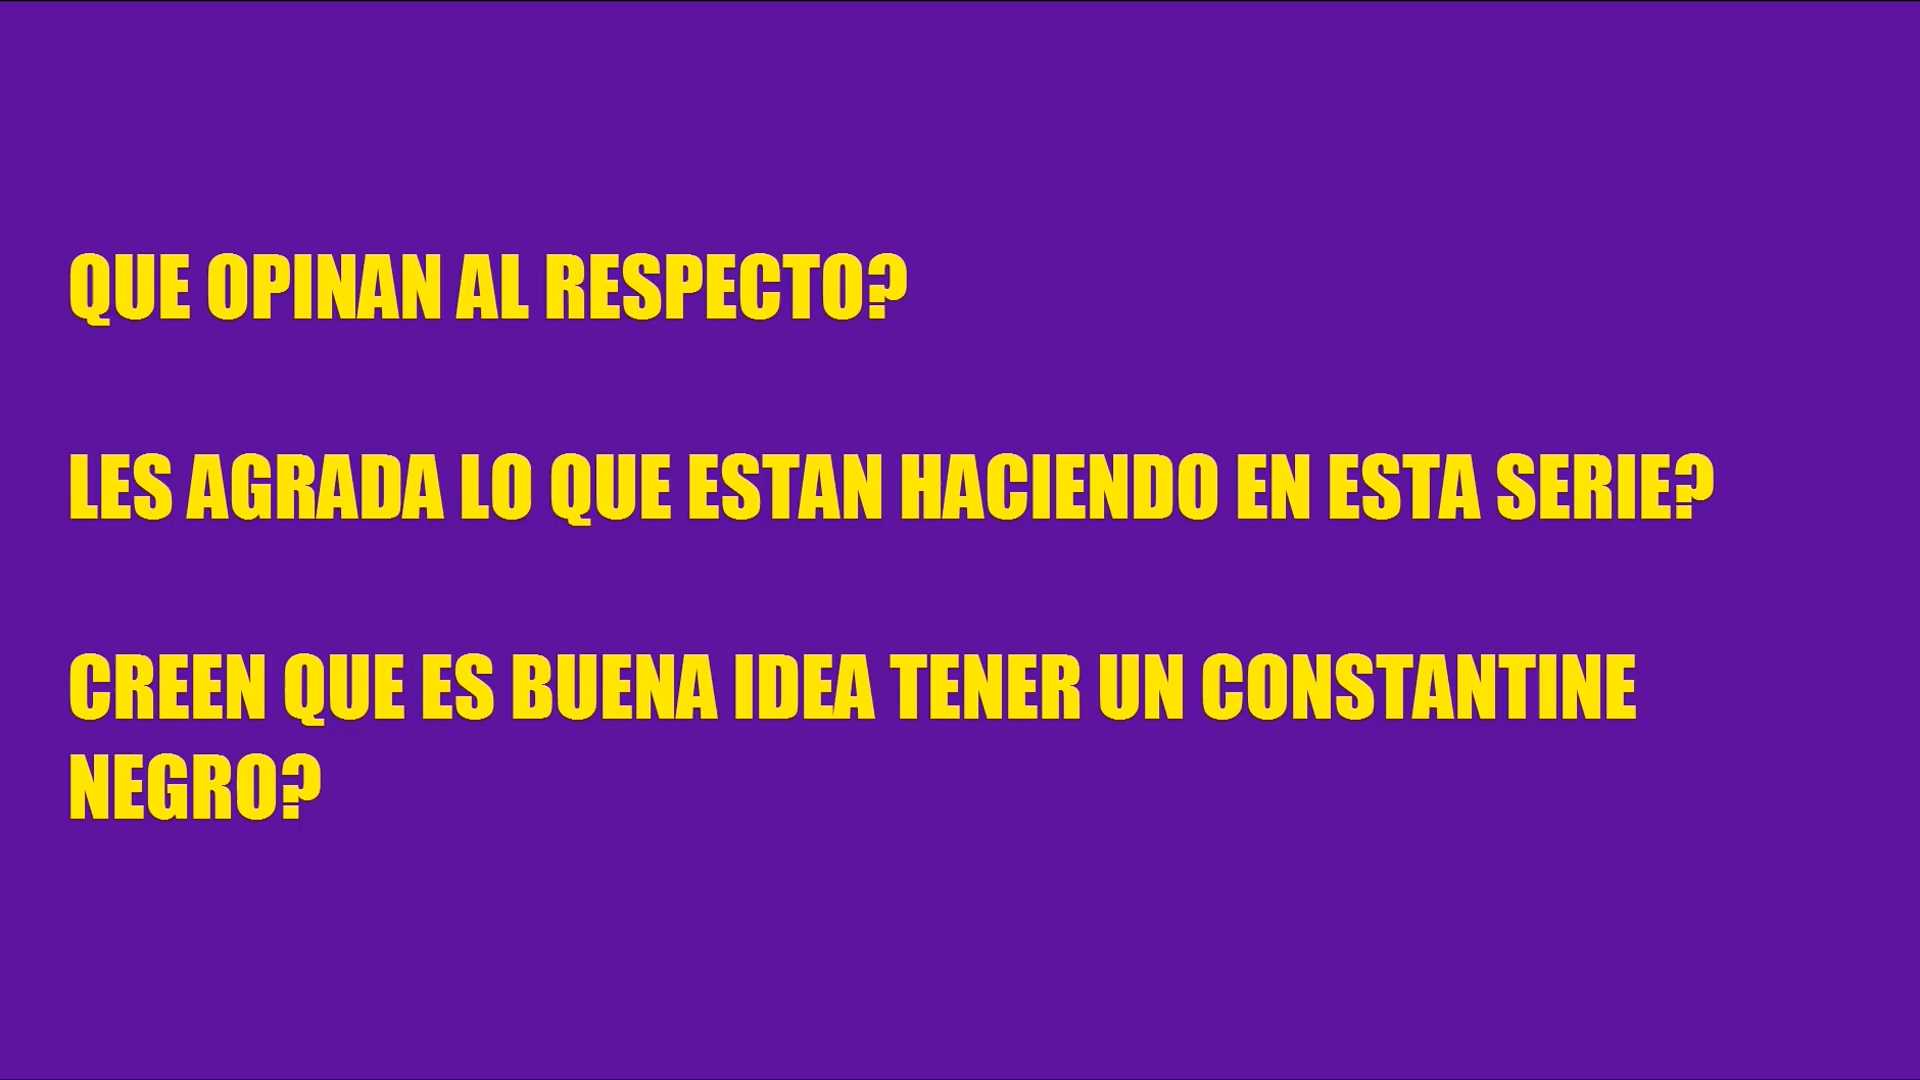 QUE OPINAN AL RESPECTO?
LES AGRADA LO QUE ESTAN HACIENDO EN ESTA SERIE?
CREEN QUE ES BUENA IDEA TENER UN CONSTANTINE
NEGRO?